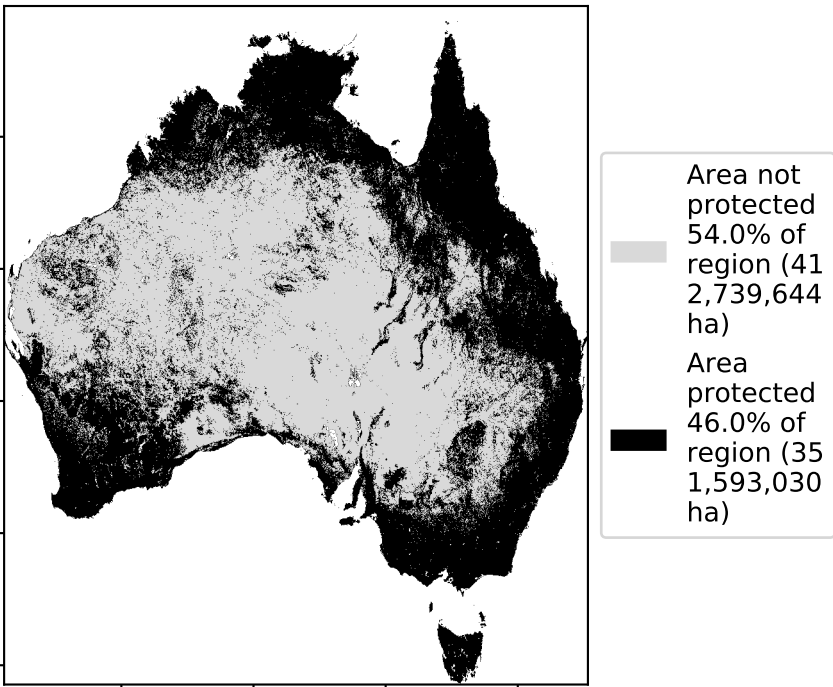 Area not
protected
54.0% of
region (41
2,739,644
ha)
Area
protected
46.0% of
region (35
1,593,030
ha)